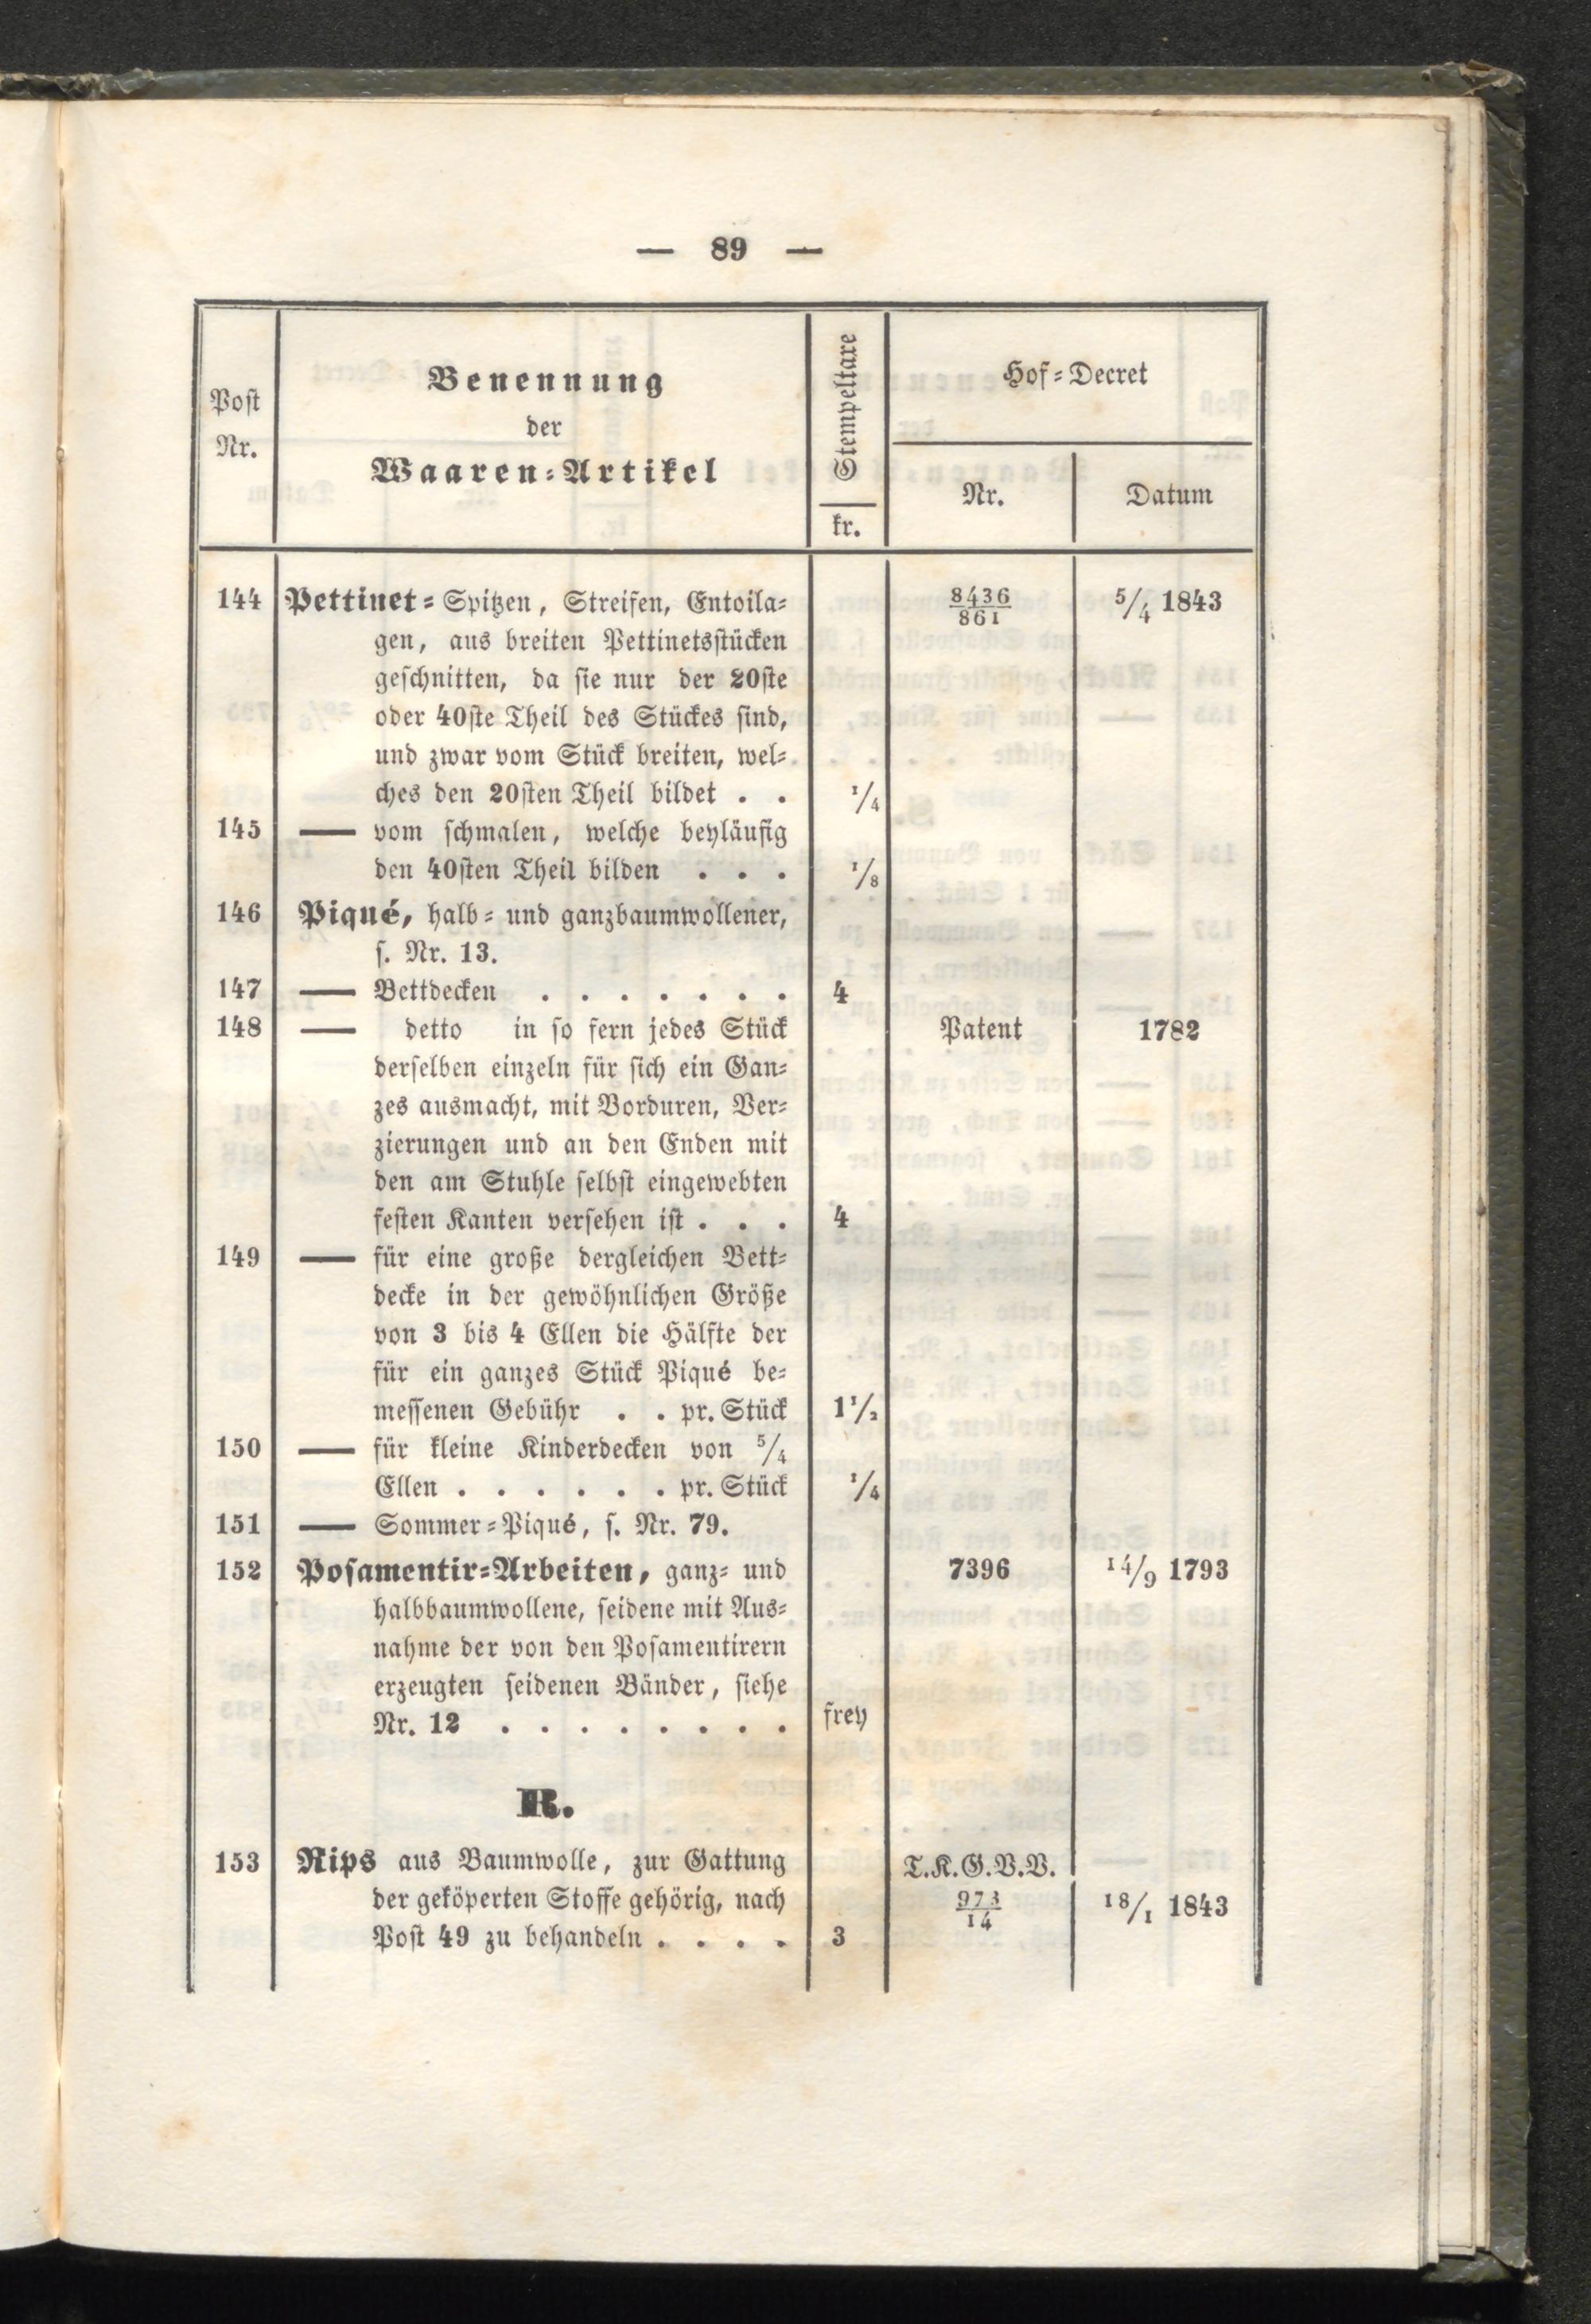 — 89 —
Post Nr.
Benennung
der
Waaren=Artikel
Stempeltaxe
kr.
Hof=Decret
Nr.
Datum
144 Pettinet=Spitzen, Streifen, Entoila= 8436/861 5/4 1843
gen, aus breiten Pettinetsstücken
geschnitten, da sie nur der 20ste
oder 40ste Theil des Stückes sind,
und zwar vom Stück breiten, wel=
ches den 20sten Theil bildet . . 1/4
145 — vom schmalen, welche beyläufig
den 40sten Theil bilden . . . 1/8
146 Piqué, halb= und ganzbaumwollener,
s. Nr. 13.
147 — Bettdecken . . . . . . . 4
148 — detto in so fern jedes Stück Patent 1782
derselben einzeln für sich ein Gan=
zes ausmacht, mit Borduren, Ver=
zierungen und an den Enden mit
den am Stuhle selbst eingewebten
festen Kanten versehen ist . . . 4
149 — für eine große dergleichen Bett=
decke in der gewöhnlichen Größe
von 3 bis 4 Ellen die Hälfte der
für ein ganzes Stück Piqué be=
messenen Gebühr . . pr. Stück 1 1/2
150 — für kleine Kinderdecken von 5/4
Ellen . . . . . . pr. Stück 1/4
151 — Sommer=Piqué, s. Nr. 79.
152 Posamentir=Arbeiten, ganz= und 7396 14/9 1793
halbbaumwollene, seidene mit Aus=
nahme der von den Posamentirern
erzeugten seidenen Bänder, siehe
Nr. 12 . . . . . . . . frey
R.
153 Rips aus Baumwolle, zur Gattung T.K.G.V.V.
der geköperten Stoffe gehörig, nach 973/14 18/1 1843
Post 49 zu behandeln . . . . 3